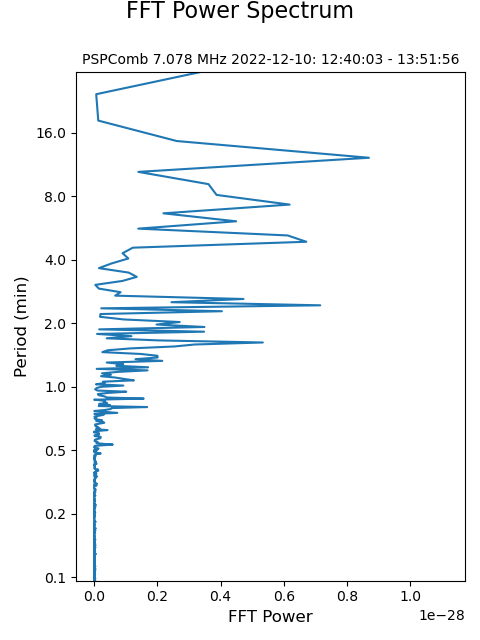 FFT Power Spectrum
PSPComb 7.078 MHz 2022-12-10: 12:40:03 - 13:51:56
16.0
8.0
4.0
2.0
1.0
0.5
0.2
0.1
Period (min)
0.0 0.2 0.4 0.6 0.8 1.0
1e−28
FFT Power